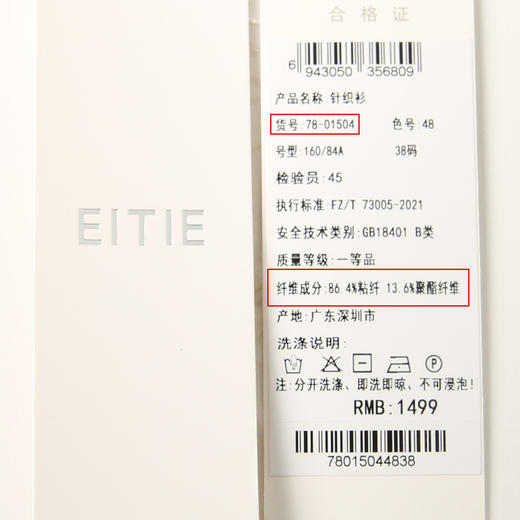 EITIE
合格证
6 943050 356809
产品名称:针织衫
货号:78-01504 色号:48
号型:160/84A 38码
检验员:45
执行标准:FZ/T 73005-2021
安全技术类别:GB18401 B类
质量等级:一等品
纤维成分:86.4%粘纤 13.6%聚酯纤维
产地:广东深圳市
洗涤说明:
P
注:分开洗涤、即洗即晾、不可浸泡!
RMB:1499
78015044838